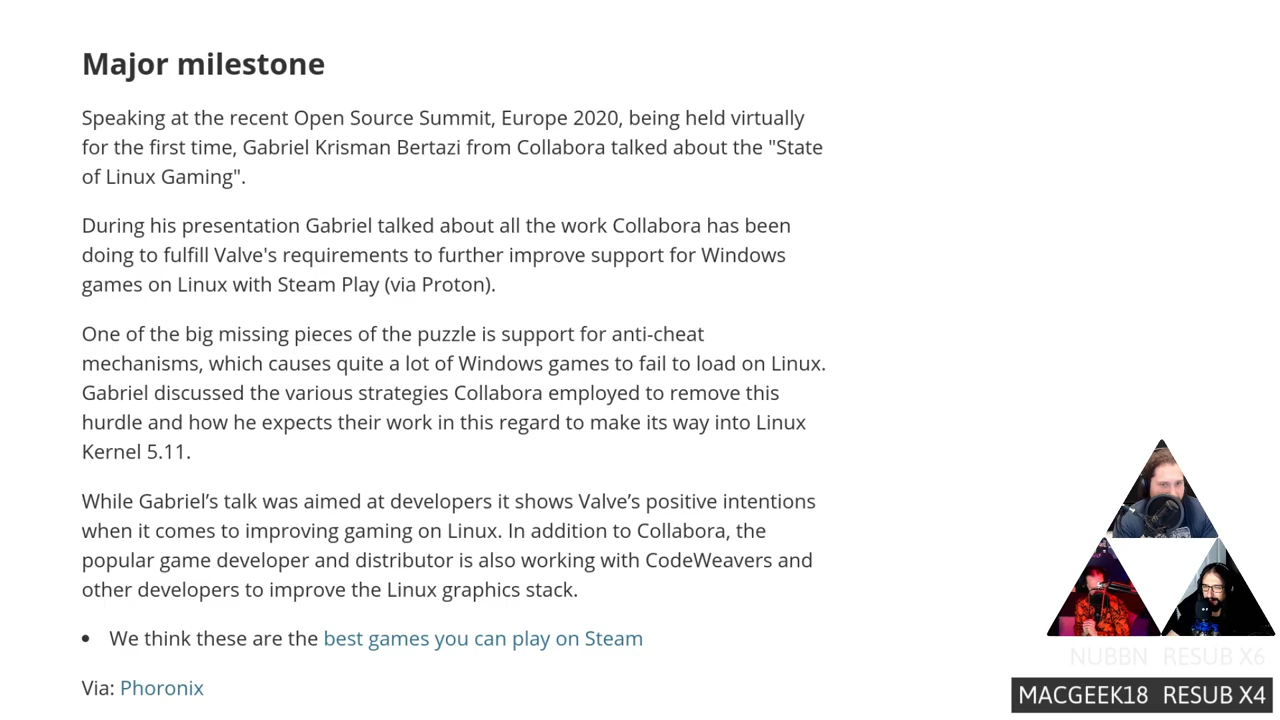 Major milestone
Speaking at the recent Open Source Summit, Europe 2020, being held virtually
for the first time, Gabriel Krisman Bertazi from Collabora talked about the "State
of Linux Gaming".
During his presentation Gabriel talked about all the work Collabora has been
doing to fulfill Valve's requirements to further improve support for Windows
games on Linux with Steam Play (via Proton).
One of the big missing pieces of the puzzle is support for anti-cheat
mechanisms, which causes quite a lot of Windows games to fail to load on Linux.
Gabriel discussed the various strategies Collabora employed to remove this
hurdle and how he expects their work in this regard to make its way into Linux
Kernel 5.11.
While Gabriel’s talk was aimed at developers it shows Valve’s positive intentions
when it comes to improving gaming on Linux. In addition to Collabora, the
popular game developer and distributor is also working with CodeWeavers and
other developers to improve the Linux graphics stack.
• We think these are the best games you can play on Steam
Via: Phoronix
NUBBN RESUB X6
MACGEEK18 RESUB X4